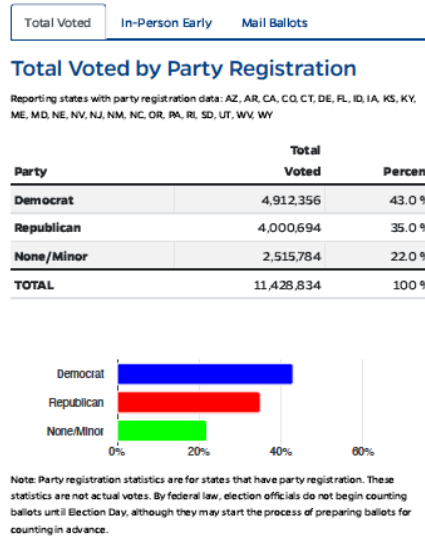 Total Voted In-Person Early Mail Ballots
Total Voted by Party Registration
Reporting states with party registration data: AZ, AR, CA, CO, CT, DE, FL, ID, IA, KS, KY,
ME, MD, NE, NV, NJ, NM, NC, OR, PA, RI, SD, UT, WV, WY
Total
Party Voted Percen
Democrat 4,912,356 43.0 %
Republican 4,000,694 35.0 %
None/Minor 2,515,784 22.0 %
TOTAL 11,428,834 100 %
Democrat
Republican
None/Minor
0% 20% 40% 60%
Note: Party registration statistics are for states that have party registration. These
statistics are not actual votes. By federal law, election officials do not begin counting
ballots until Election Day, although they may start the process of preparing ballots for
counting in advance.